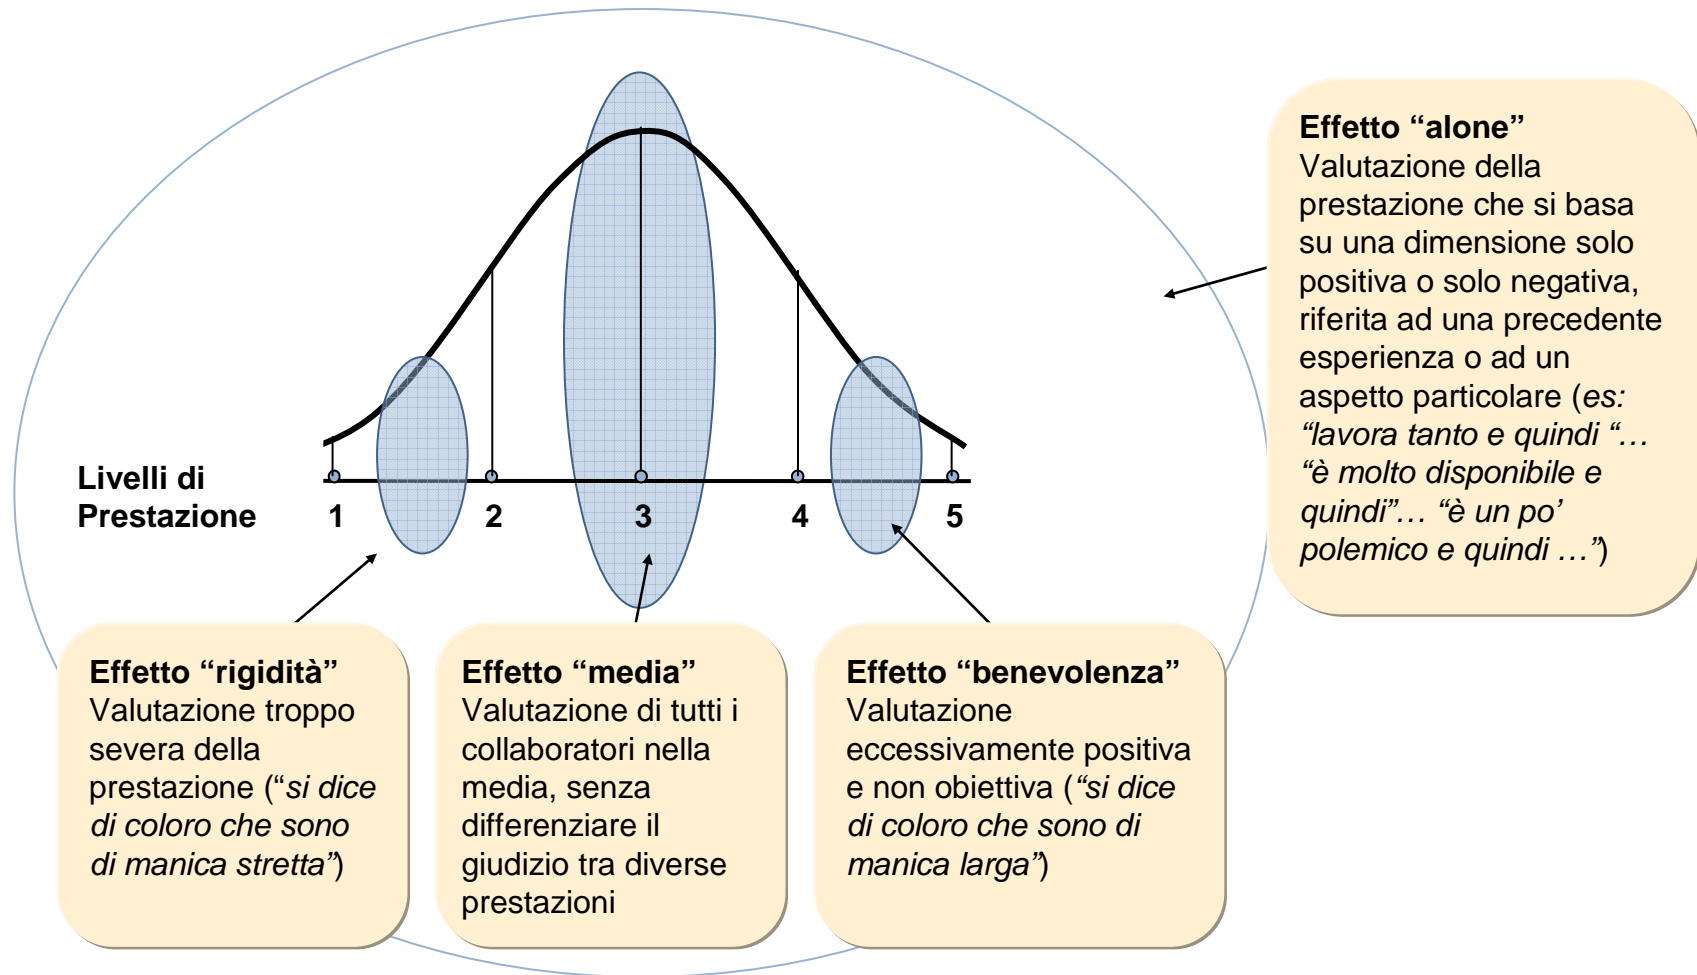 Effetto “alone”
Valutazione della
prestazione che si basa
su una dimensione solo
positiva o solo negativa,
riferita ad una precedente
esperienza o ad un
aspetto particolare (es:
“lavora tanto e quindi “…
“è molto disponibile e
quindi”… “è un po’
polemico e quindi …”)
Livelli di
Prestazione
1 2 3 4 5
Effetto “rigidità”
Valutazione troppo
severa della
prestazione (“si dice
di coloro che sono
di manica stretta”)
Effetto “media”
Valutazione di tutti i
collaboratori nella
media, senza
differenziare il
giudizio tra diverse
prestazioni
Effetto “benevolenza”
Valutazione
eccessivamente positiva
e non obiettiva (“si dice
di coloro che sono di
manica larga”)